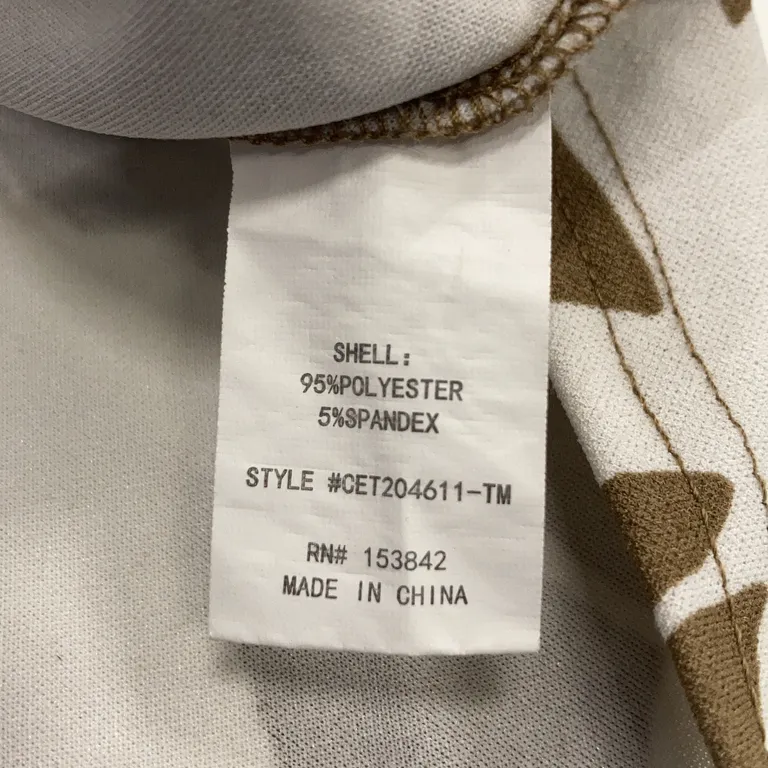 SHELL:
95%POLYESTER
5%SPANDEX
STYLE #CET204611-TM
RN# 153842
MADE IN CHINA